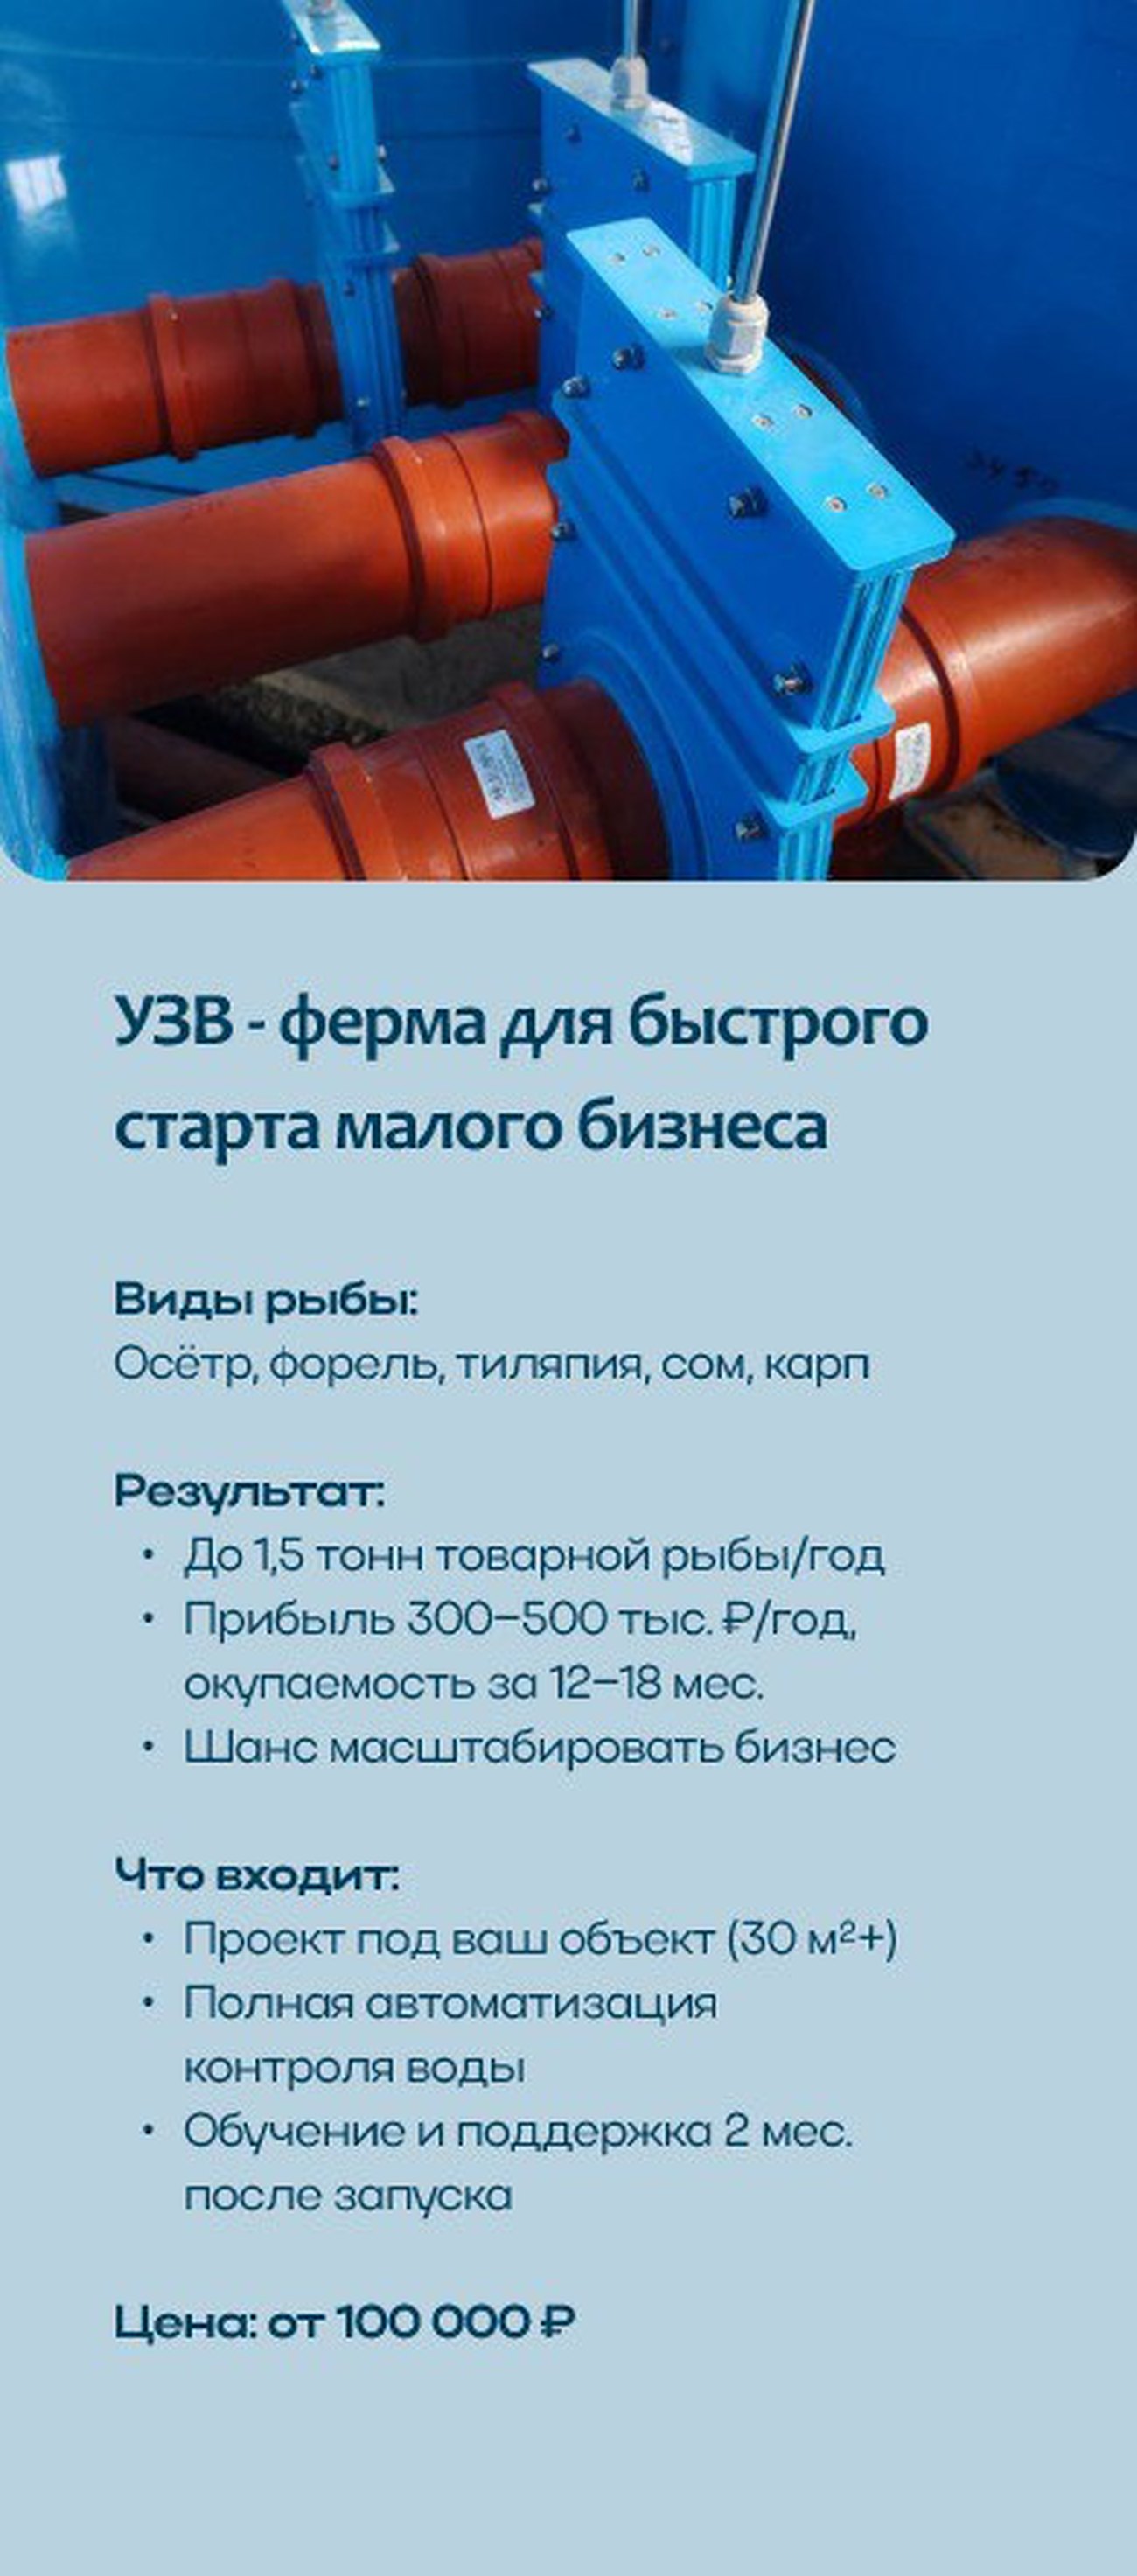 УЗВ - ферма для быстрого
старта малого бизнеса
Виды рыбы:
Осётр, форель, тиляпия, сом, карп
Результат:
• До 1,5 тонн товарной рыбы/год
• Прибыль 300–500 тыс. ₽/год,
окупаемость за 12–18 мес.
• Шанс масштабировать бизнес
Что входит:
• Проект под ваш объект (30 м²+)
• Полная автоматизация
контроля воды
• Обучение и поддержка 2 мес.
после запуска
Цена: от 100 000 ₽